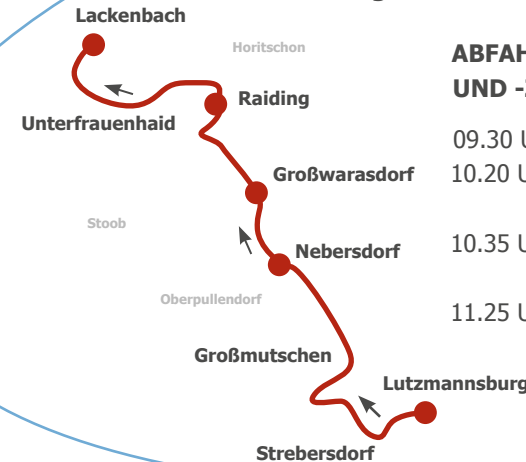 Lackenbach
Horitschon
ABFAH
UND -
Raiding
Unterfrauenhaid
09.30 U
10.20 U
Großwarasdorf
Stoob
10.35 U
Nebersdorf
Oberpullendorf
11.25 U
Großmutschen
Lutzmannsburg
Strebersdorf